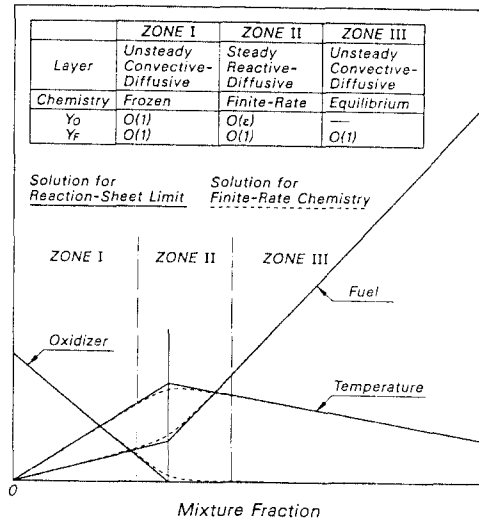 ZONE I ZONE II ZONE III
Layer Unsteady Convective-Diffusive Steady Reactive-Diffusive Unsteady Convective-Diffusive
Chemistry Frozen Finite-Rate Equilibrium
Y_O O(1) O(ε) —
Y_F O(1) O(1) O(1)
Solution for Reaction-Sheet Limit
Solution for Finite-Rate Chemistry
ZONE I ZONE II ZONE III
Fuel
Oxidizer
Temperature
0
Mixture Fraction